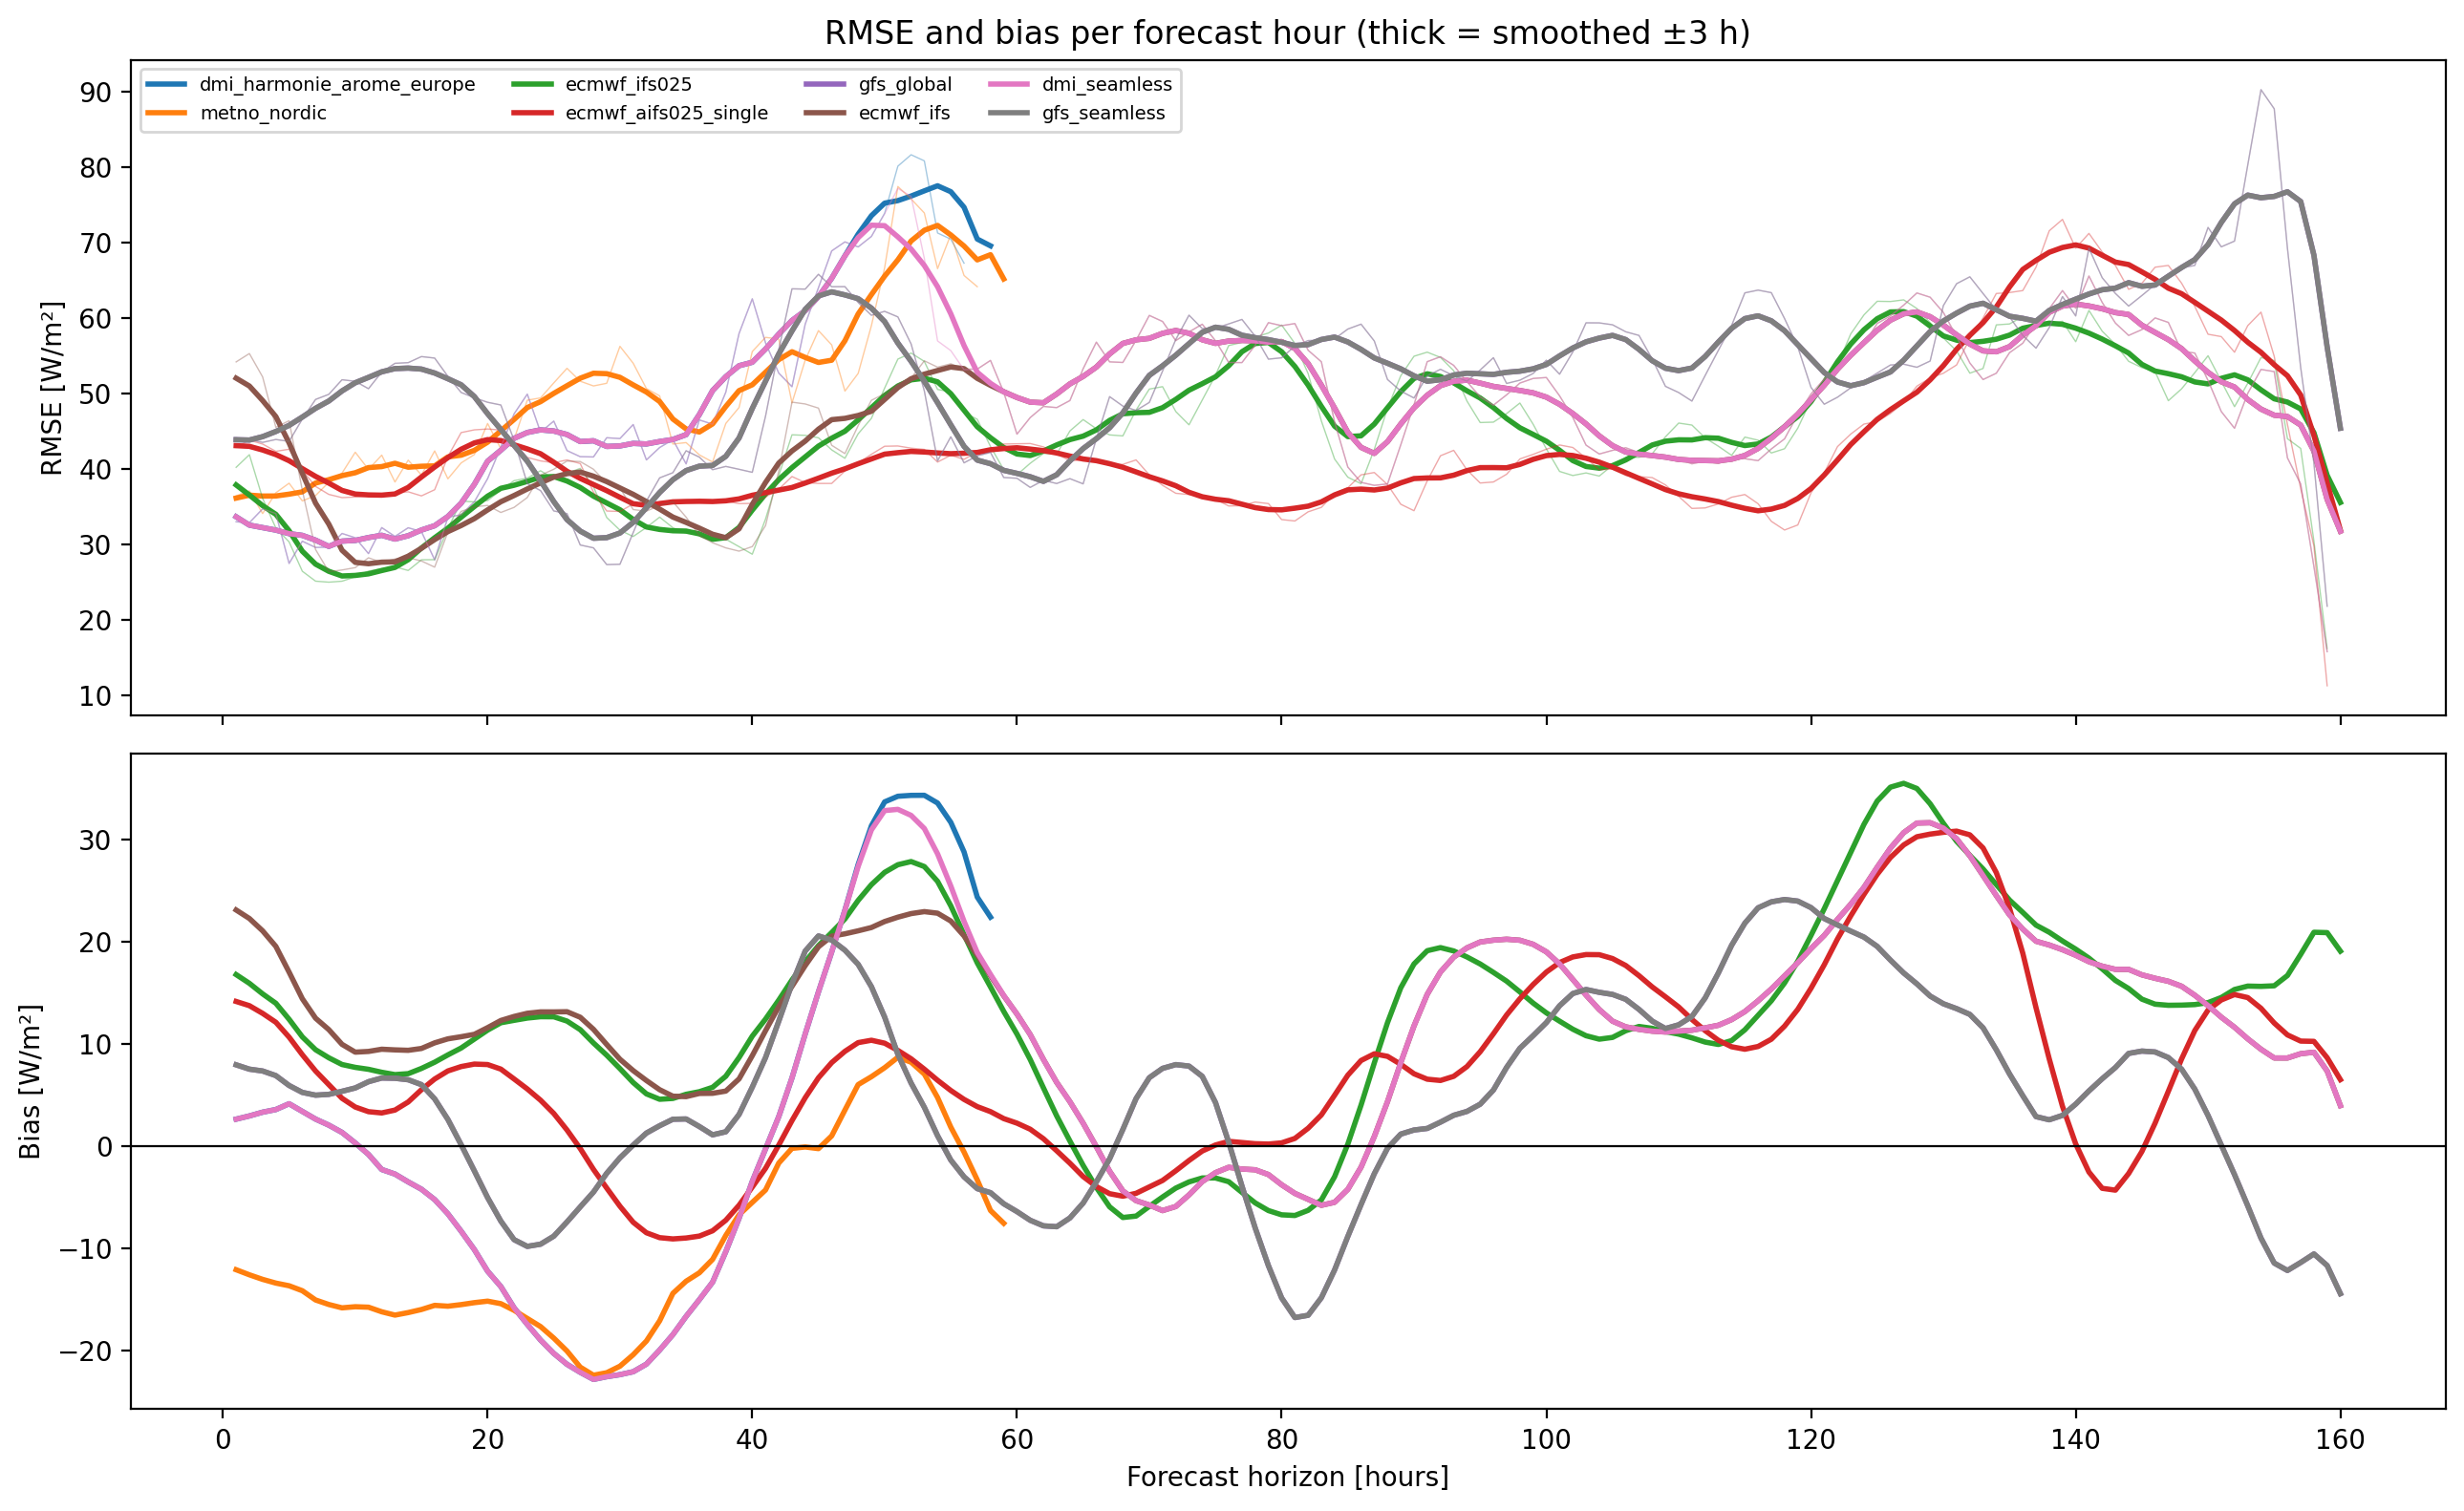 RMSE and bias per forecast hour (thick = smoothed ±3 h)
dmi_harmonie_arome_europe
metno_nordic
ecmwf_ifs025
ecmwf_aifs025_single
gfs_global
ecmwf_ifs
dmi_seamless
gfs_seamless
RMSE [W/m²]
90
80
70
60
50
40
30
20
10
Bias [W/m²]
30
20
10
0
−10
−20
0 20 40 60 80 100 120 140 160
Forecast horizon [hours]